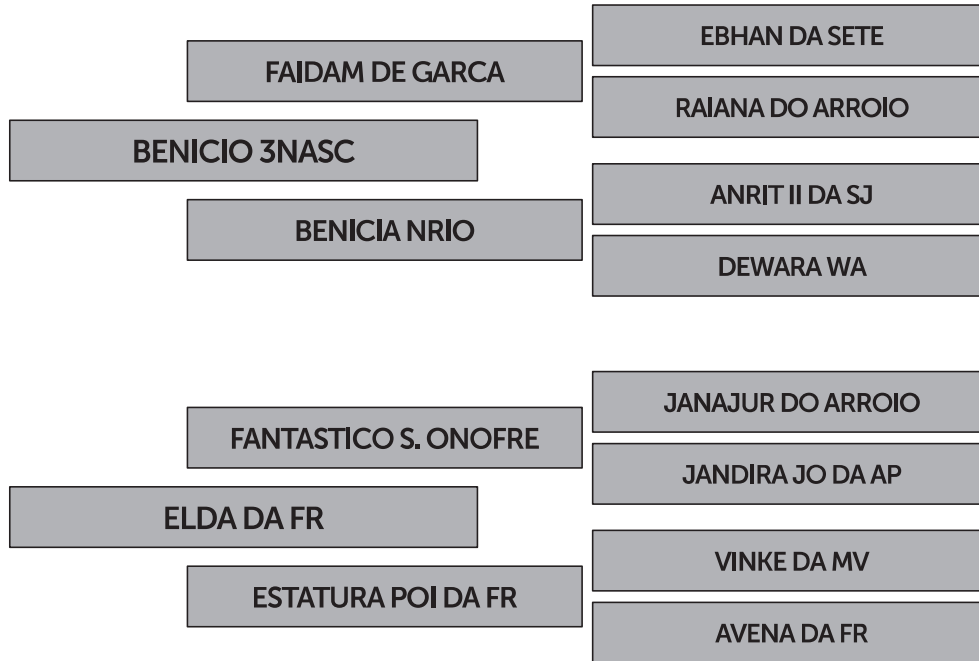 EBHAN DA SETE
FAIDAM DE GARCA
RAIANA DO ARROIO
BENICIO 3NASC
ANRIT II DA SJ
BENICIA NRIO
DEWARA WA
JANAJUR DO ARROIO
FANTASTICO S. ONOFRE
JANDIRA JO DA AP
ELDA DA FR
VINKE DA MV
ESTATURA POI DA FR
AVENA DA FR